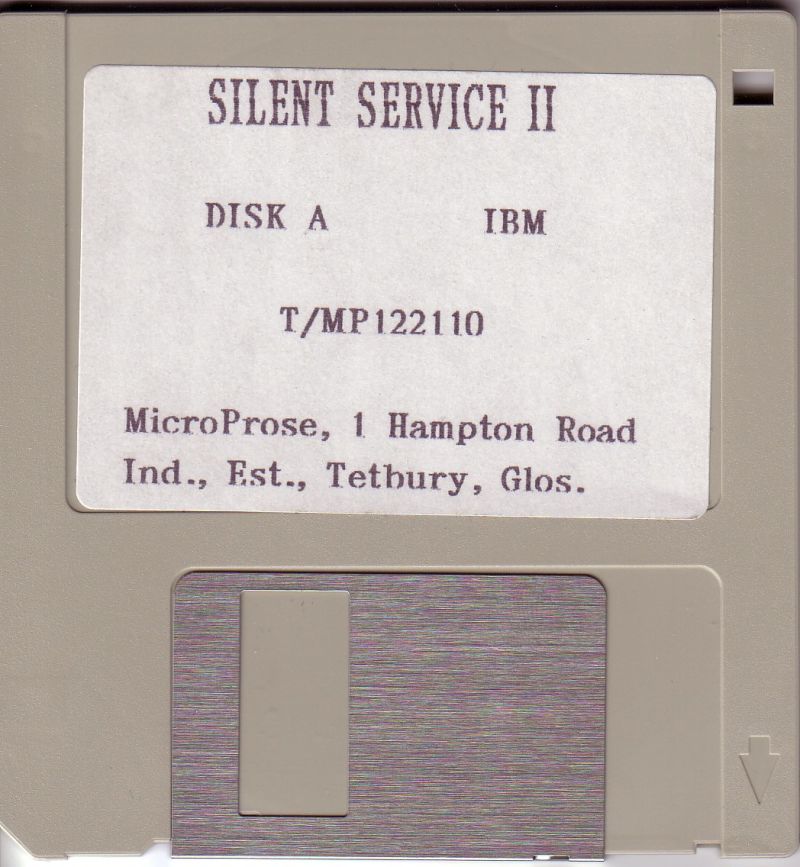 SILENT SERVICE II
DISK A IBM
T/MP122110
MicroProse, 1 Hampton Road
Ind., Est., Tetbury, Glos.